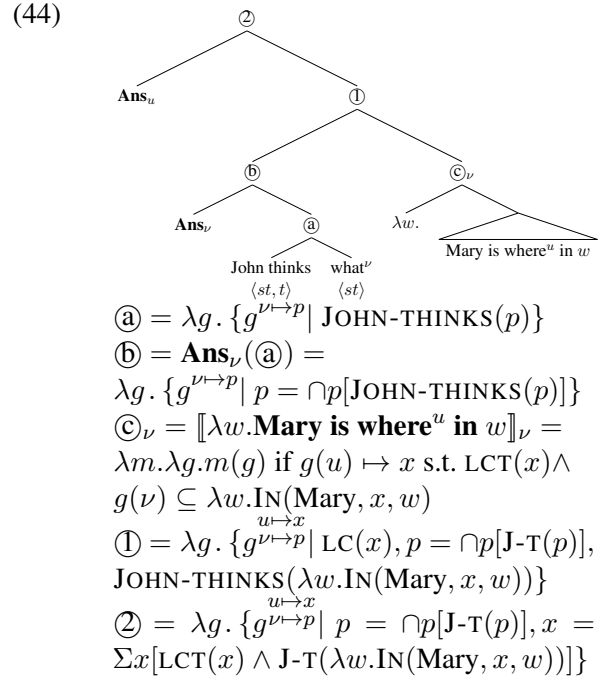 (44)
②
Ans_u
①
ⓑ
ⓒ_ν
Ans_ν
ⓐ
λw.
Mary is where^u in w
John thinks
what^ν
⟨st, t⟩
⟨st⟩
ⓐ = λg. {g^{ν↦p}| JOHN-THINKS(p)}
ⓑ = Ans_ν(ⓐ) =
λg. {g^{ν↦p}| p = ∩p[JOHN-THINKS(p)]}
ⓒ_ν = ⟦λw.Mary is where^u in w⟧_ν =
λm.λg.m(g) if g(u) ↦ x s.t. LCT(x)∧
g(ν) ⊆ λw.IN(Mary, x, w)
① = λg. {g^{u↦x ν↦p}| LC(x), p = ∩p[J-T(p)],
JOHN-THINKS(λw.IN(Mary, x, w))}
② = λg. {g^{u↦x ν↦p}| p = ∩p[J-T(p)], x =
Σx[LCT(x) ∧ J-T(λw.IN(Mary, x, w))]}